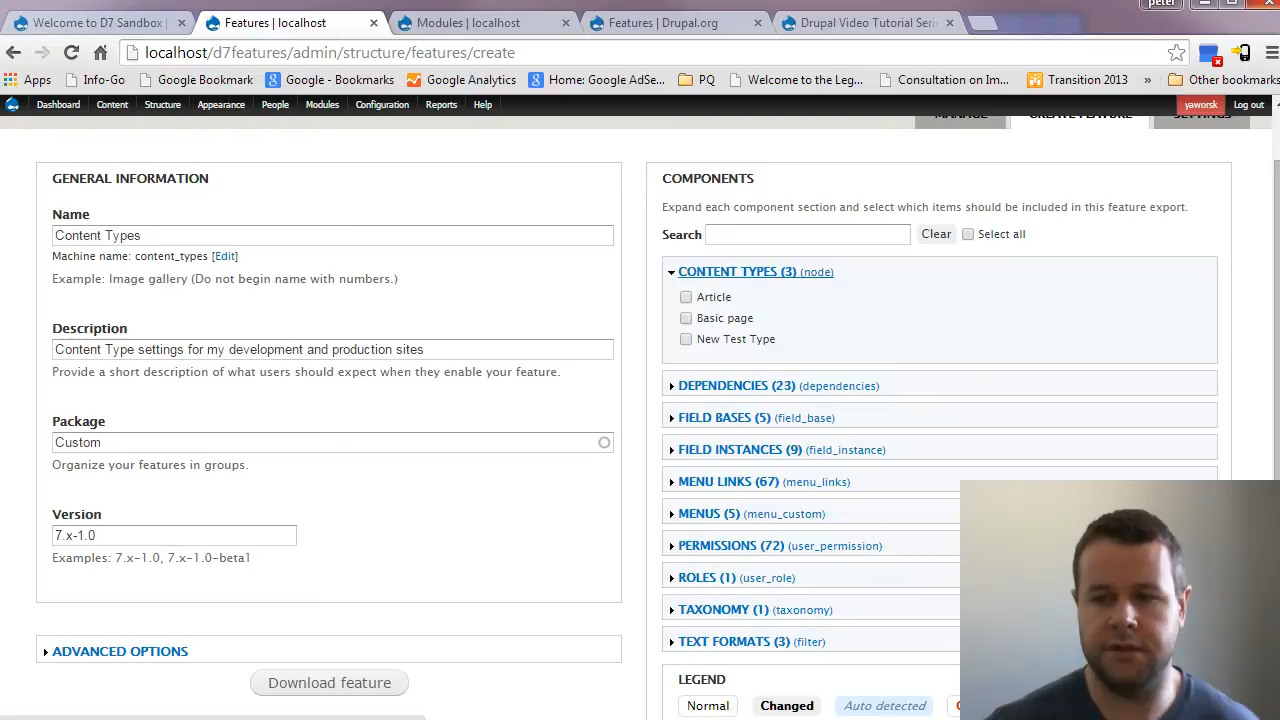 peter
Welcome to D7 Sandbox |
Features | localhost
Modules | localhost
Features | Drupal.org
Drupal Video Tutorial Seri
localhost/d7features/admin/structure/features/create
Apps
Info-Go
Google Bookmark
Google - Bookmarks
Google Analytics
Home: Google AdSe...
PQ
Welcome to the Leg...
Consultation on Im...
Transition 2013
»
Other bookmarks
Dashboard
Content
Structure
Appearance
People
Modules
Configuration
Reports
Help
yaworsk
Log out
MANAGE
CREATE FEATURE
SETTINGS
GENERAL INFORMATION
Name
Content Types
Machine name: content_types [Edit]
Example: Image gallery (Do not begin name with numbers.)
Description
Content Type settings for my development and production sites
Provide a short description of what users should expect when they enable your feature.
Package
Custom
Organize your features in groups.
Version
7.x-1.0
Examples: 7.x-1.0, 7.x-1.0-beta1
ADVANCED OPTIONS
Download feature
COMPONENTS
Expand each component section and select which items should be included in this feature export.
Search
Clear
Select all
CONTENT TYPES (3) (node)
Article
Basic page
New Test Type
DEPENDENCIES (23) (dependencies)
FIELD BASES (5) (field_base)
FIELD INSTANCES (9) (field_instance)
MENU LINKS (67) (menu_links)
MENUS (5) (menu_custom)
PERMISSIONS (72) (user_permission)
ROLES (1) (user_role)
TAXONOMY (1) (taxonomy)
TEXT FORMATS (3) (filter)
LEGEND
Normal
Changed
Auto detected